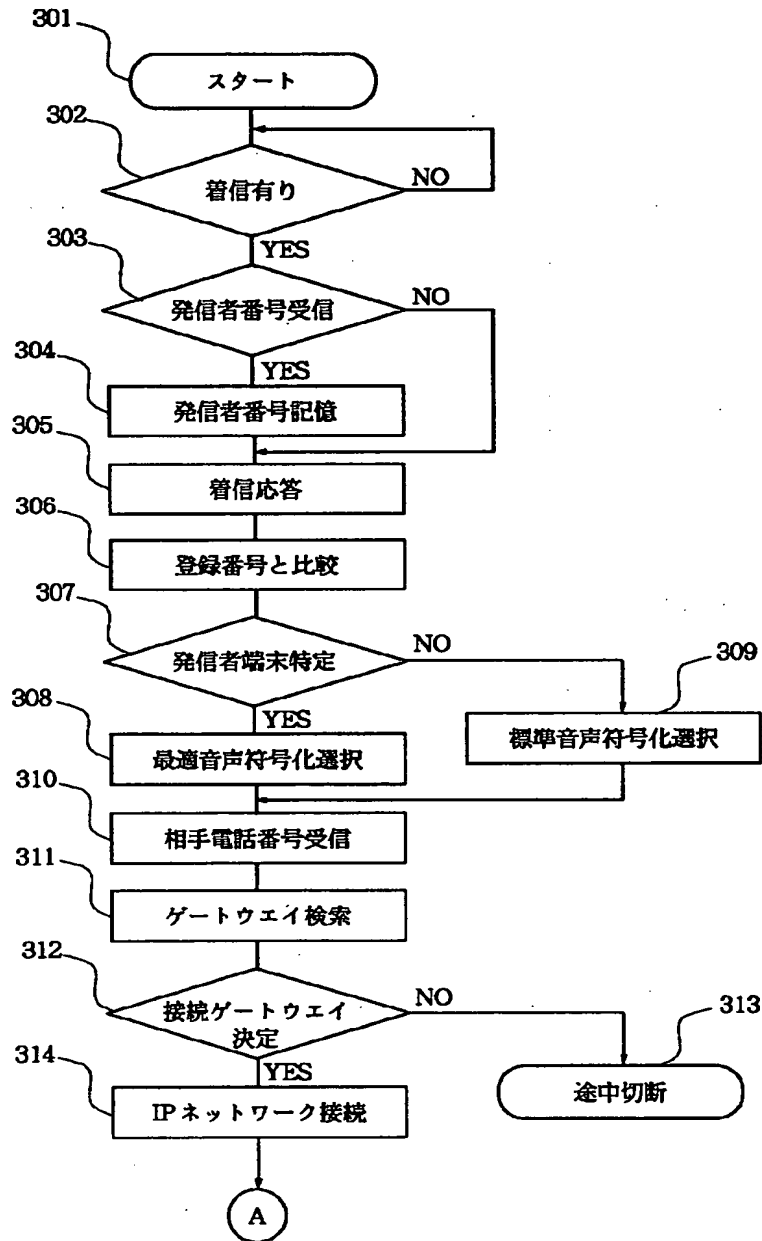 301
スタート
302
着信有り
NO
YES
303
発信者番号受信
NO
YES
304
発信者番号記憶
305
着信応答
306
登録番号と比較
307
発信者端末特定
NO
309
YES
308
最適音声符号化選択
標準音声符号化選択
310
相手電話番号受信
311
ゲートウエイ検索
312
接続ゲートウエイ
決定
NO
313
YES
314
IPネットワーク接続
途中切断
A